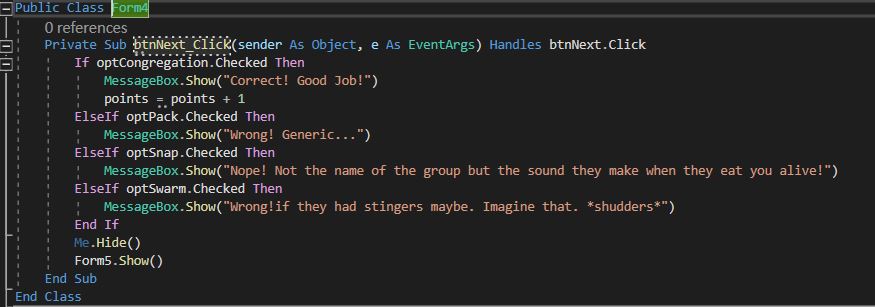 Public Class Form4
0 references
Private Sub btnNext_Click(sender As Object, e As EventArgs) Handles btnNext.Click
If optCongregation.Checked Then
MessageBox.Show("Correct! Good Job!")
points = points + 1
ElseIf optPack.Checked Then
MessageBox.Show("Wrong! Generic...")
ElseIf optSnap.Checked Then
MessageBox.Show("Nope! Not the name of the group but the sound they make when they eat you alive!")
ElseIf optSwarm.Checked Then
MessageBox.Show("Wrong!if they had stingers maybe. Imagine that. *shudders*")
End If
Me.Hide()
Form5.Show()
End Sub
End Class